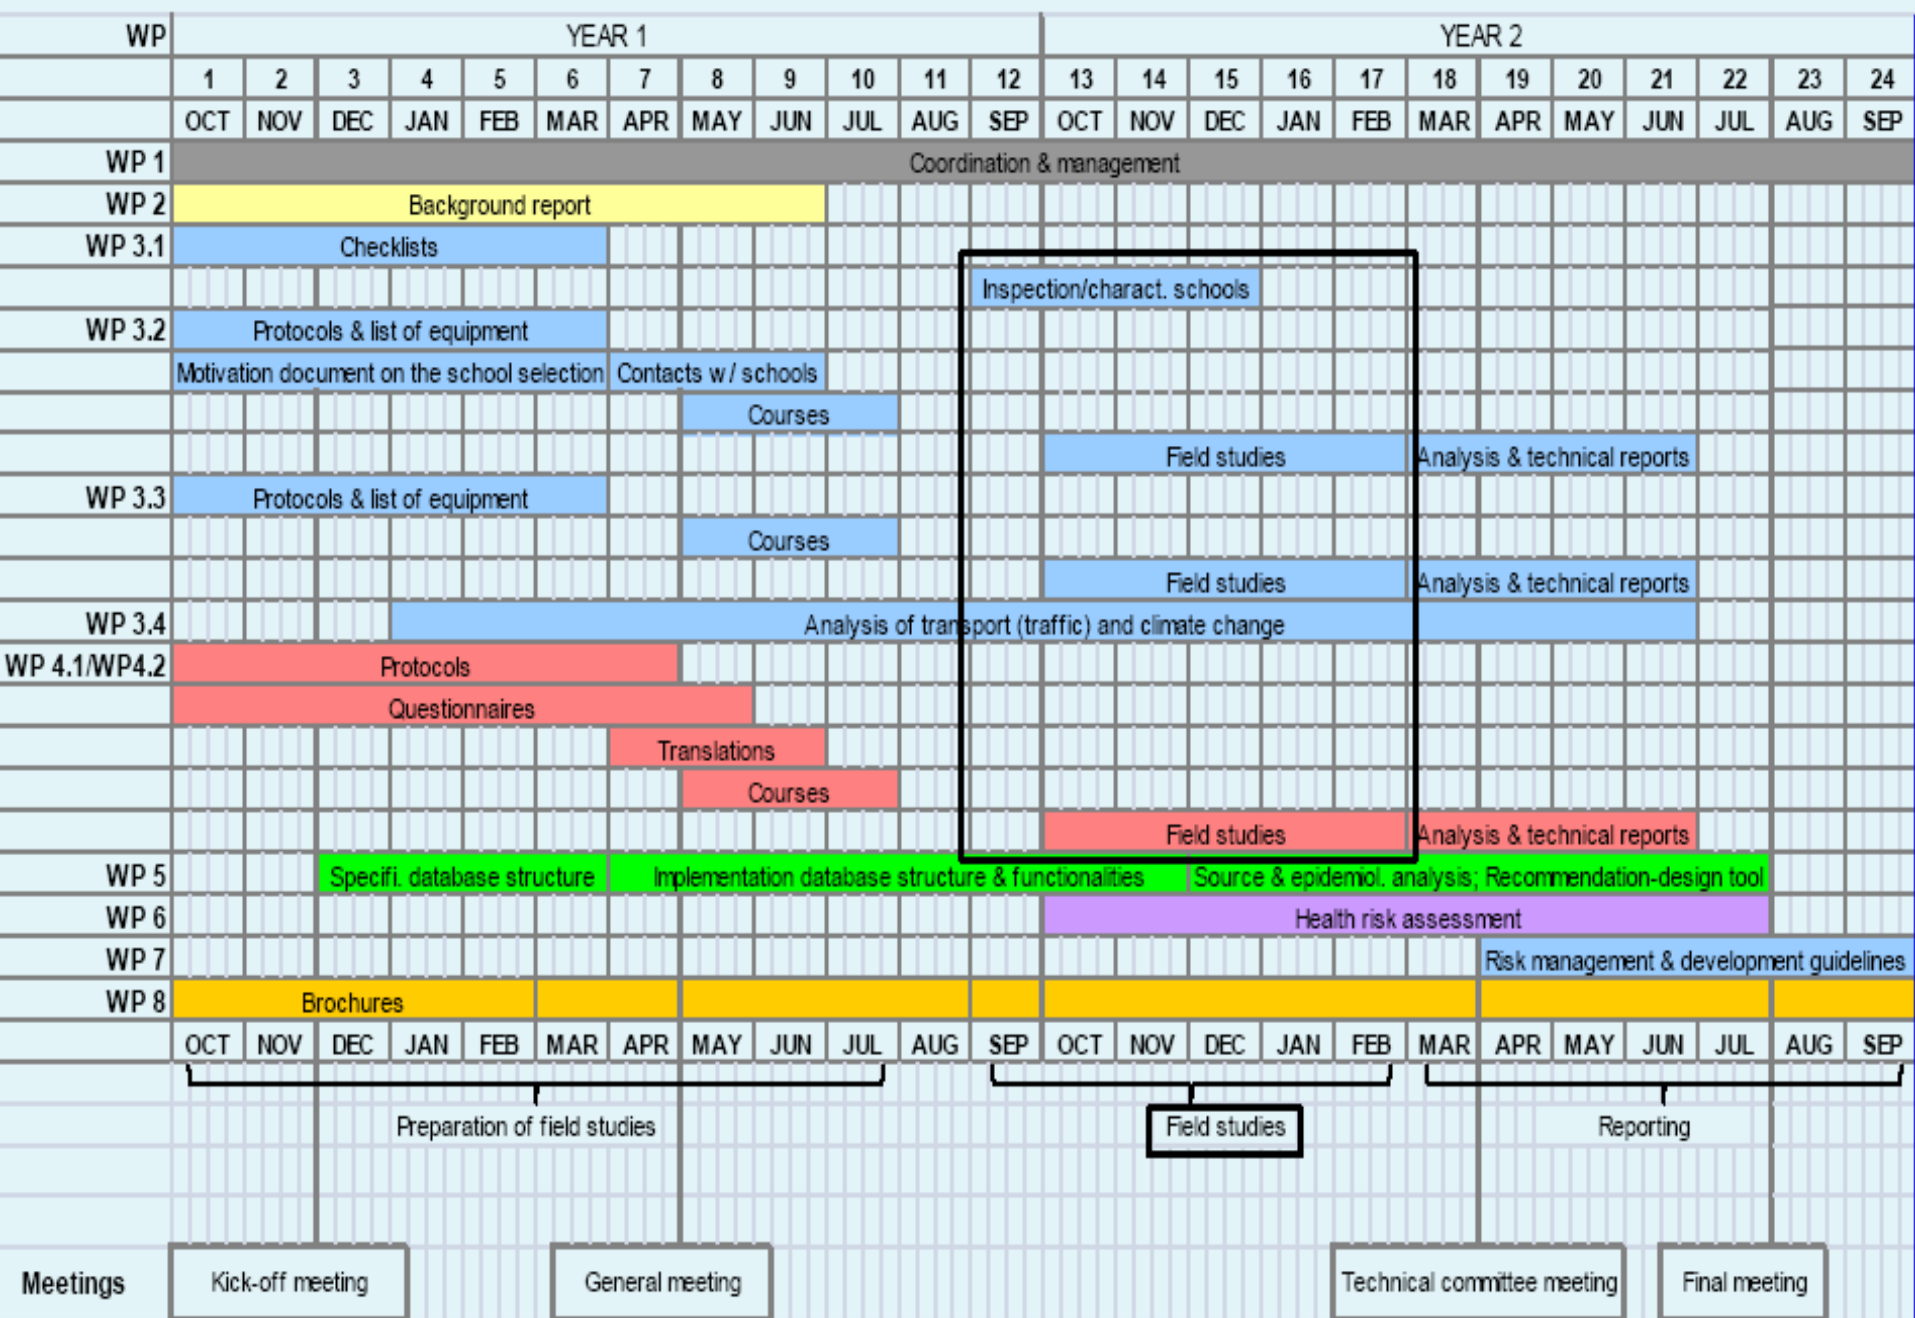 WP YEAR 1 YEAR 2
1 2 3 4 5 6 7 8 9 10 11 12 13 14 15 16 17 18 19 20 21 22 23 24
OCT NOV DEC JAN FEB MAR APR MAY JUN JUL AUG SEP OCT NOV DEC JAN FEB MAR APR MAY JUN JUL AUG SEP
WP 1 Coordination & management
WP 2 Background report
WP 3.1 Checklists
Inspection/charact. schools
WP 3.2 Protocols & list of equipment
Motivation document on the school selection Contacts w / schools
Courses
Field studies Analysis & technical reports
WP 3.3 Protocols & list of equipment
Courses
Field studies Analysis & technical reports
WP 3.4 Analysis of transport (traffic) and climate change
WP 4.1/WP4.2 Protocols
Questionnaires
Translations
Courses
Field studies Analysis & technical reports
WP 5 Specifi. database structure Implementation database structure & functionalities Source & epidemiol. analysis; Recommendation-design tool
WP 6 Health risk assessment
WP 7 Risk management & development guidelines
WP 8 Brochures
OCT NOV DEC JAN FEB MAR APR MAY JUN JUL AUG SEP OCT NOV DEC JAN FEB MAR APR MAY JUN JUL AUG SEP
Preparation of field studies Field studies Reporting
Meetings Kick-off meeting General meeting Technical committee meeting Final meeting